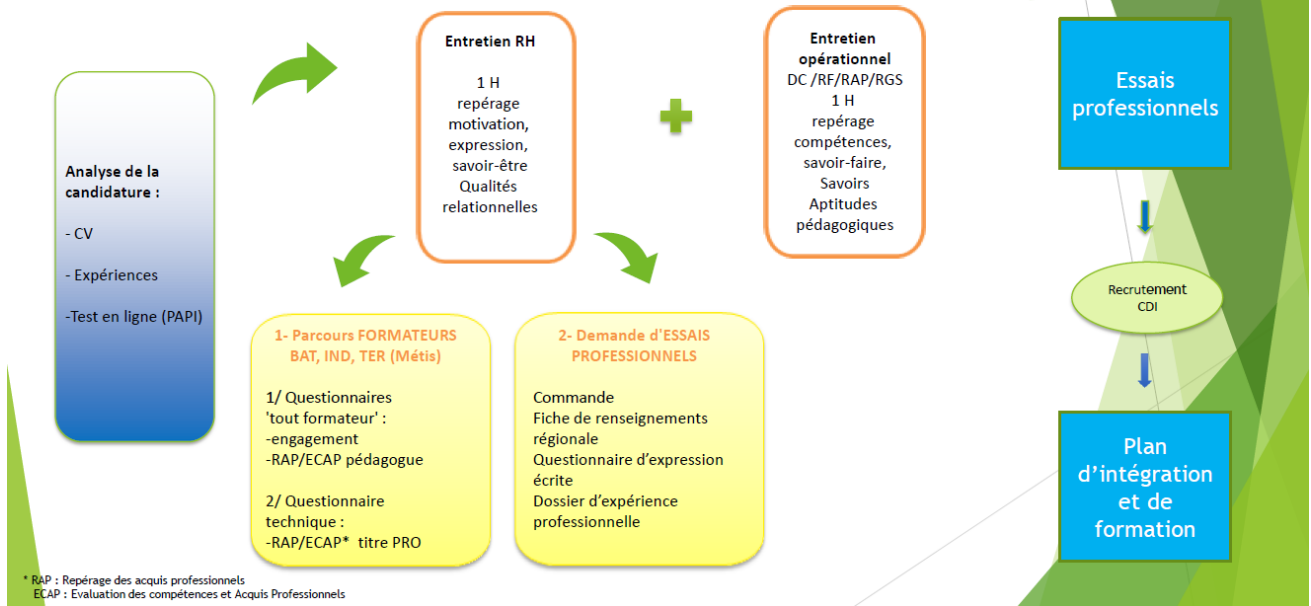 Analyse de la
candidature :
- CV
- Expériences
-Test en ligne (PAPI)
Entretien RH
1 H
repérage
motivation,
expression,
savoir-être
Qualités
relationnelles
Entretien
opérationnel
DC /RF/RAP/RGS
1 H
repérage
compétences,
savoir-faire,
Savoirs
Aptitudes
pédagogiques
1- Parcours FORMATEURS
BAT, IND, TER (Métis)
1/ Questionnaires
'tout formateur' :
-engagement
-RAP/ECAP pédagogue
2/ Questionnaire
technique :
-RAP/ECAP* titre PRO
2- Demande d'ESSAIS
PROFESSIONNELS
Commande
Fiche de renseignements
régionale
Questionnaire d’expression
écrite
Dossier d’expérience
professionnelle
Essais
professionnels
Recrutement
CDI
Plan
d’intégration
et de
formation
* RAP : Repérage des acquis professionnels
ECAP : Evaluation des compétences et Acquis Professionnels